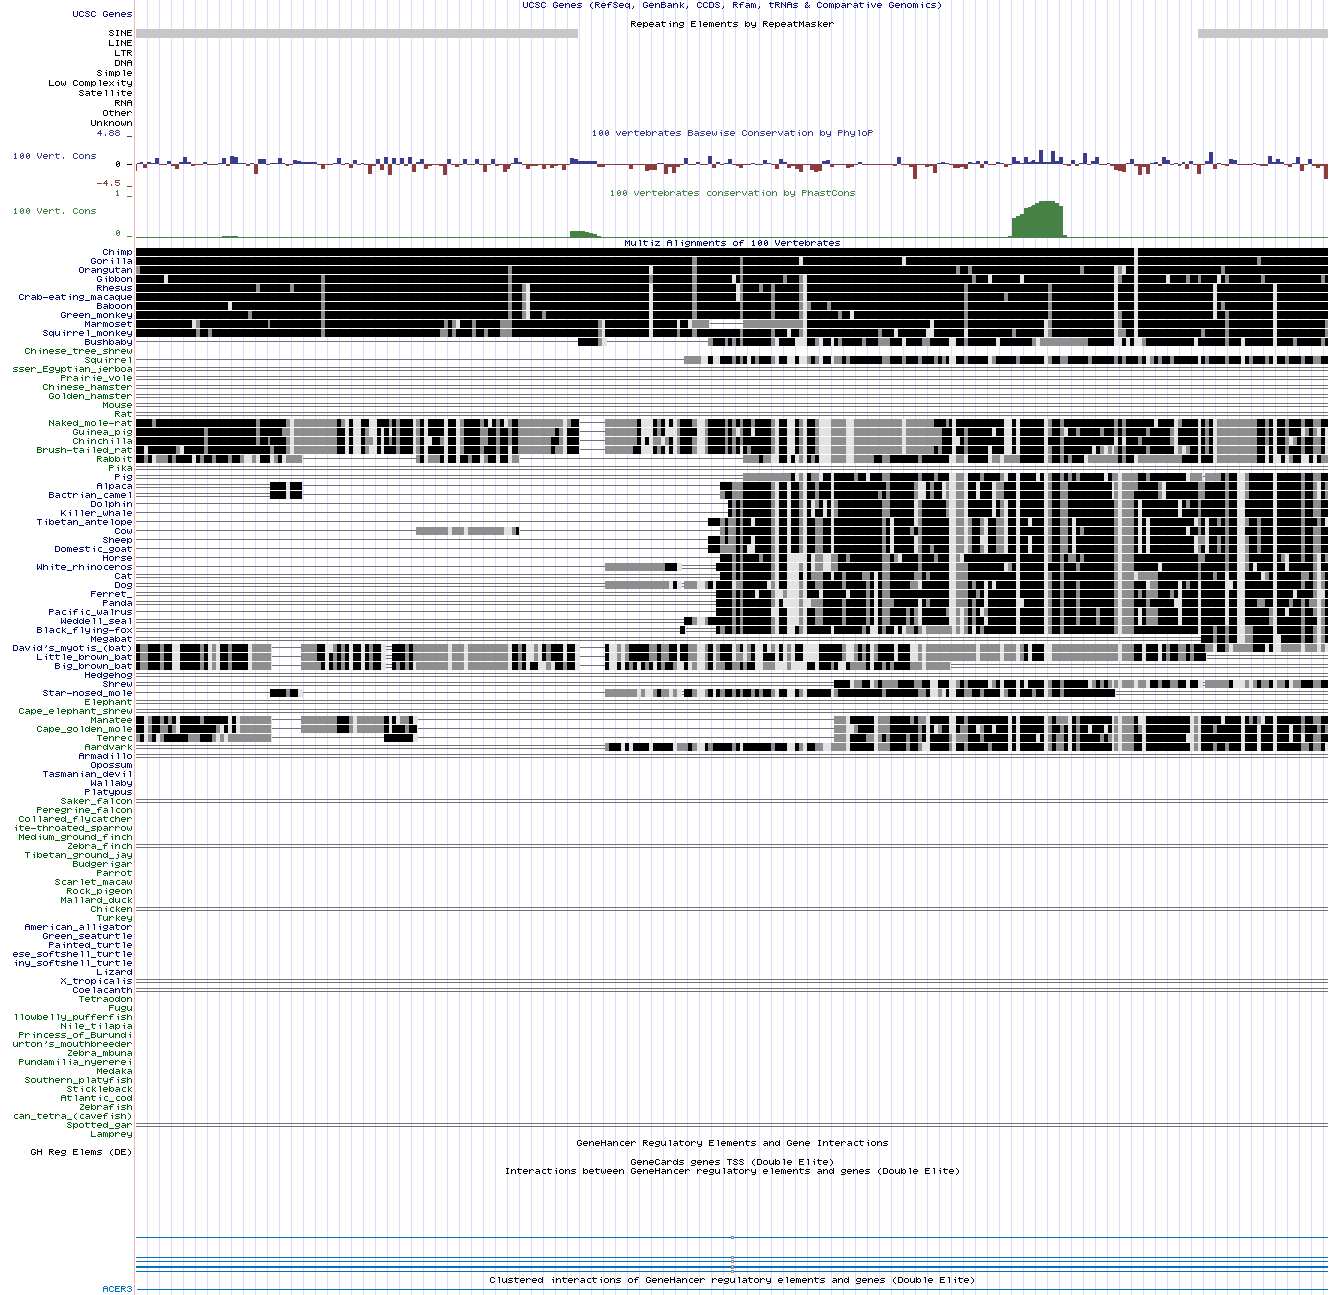 UCSC Genes (RefSeq, GenBank, CCDS, Rfam, tRNAs & Comparative Genomics)
UCSC Genes
Repeating Elements by RepeatMasker
SINE
LINE
LTR
DNA
Simple
Low Complexity
Satellite
RNA
Other
Unknown
4.88 _
100 vertebrates Basewise Conservation by PhyloP
100 Vert. Cons
0 _
-4.5 _
1 _
100 vertebrates conservation by PhastCons
100 Vert. Cons
0 _
Multiz Alignments of 100 Vertebrates
Chimp
Gorilla
Orangutan
Gibbon
Rhesus
Crab-eating_macaque
Baboon
Green_monkey
Marmoset
Squirrel_monkey
Bushbaby
Chinese_tree_shrew
Squirrel
sser_Egyptian_jerboa
Prairie_vole
Chinese_hamster
Golden_hamster
Mouse
Rat
Naked_mole-rat
Guinea_pig
Chinchilla
Brush-tailed_rat
Rabbit
Pika
Pig
Alpaca
Bactrian_camel
Dolphin
Killer_whale
Tibetan_antelope
Cow
Sheep
Domestic_goat
Horse
White_rhinoceros
Cat
Dog
Ferret_
Panda
Pacific_walrus
Weddell_seal
Black_flying-fox
Megabat
David's_myotis_(bat)
Little_brown_bat
Big_brown_bat
Hedgehog
Shrew
Star-nosed_mole
Elephant
Cape_elephant_shrew
Manatee
Cape_golden_mole
Tenrec
Aardvark
Armadillo
Opossum
Tasmanian_devil
Wallaby
Platypus
Saker_falcon
Peregrine_falcon
Collared_flycatcher
ite-throated_sparrow
Medium_ground_finch
Zebra_finch
Tibetan_ground_jay
Budgerigar
Parrot
Scarlet_macaw
Rock_pigeon
Mallard_duck
Chicken
Turkey
American_alligator
Green_seaturtle
Painted_turtle
ese_softshell_turtle
iny_softshell_turtle
Lizard
X_tropicalis
Coelacanth
Tetraodon
Fugu
llowbelly_pufferfish
Nile_tilapia
Princess_of_Burundi
urton's_mouthbreeder
Zebra_mbuna
Pundamilia_nyererei
Medaka
Southern_platyfish
Stickleback
Atlantic_cod
Zebrafish
can_tetra_(cavefish)
Spotted_gar
Lamprey
GeneHancer Regulatory Elements and Gene Interactions
GH Reg Elems (DE)
GeneCards genes TSS (Double Elite)
Interactions between GeneHancer regulatory elements and genes (Double Elite)
Clustered interactions of GeneHancer regulatory elements and genes (Double Elite)
ACER3